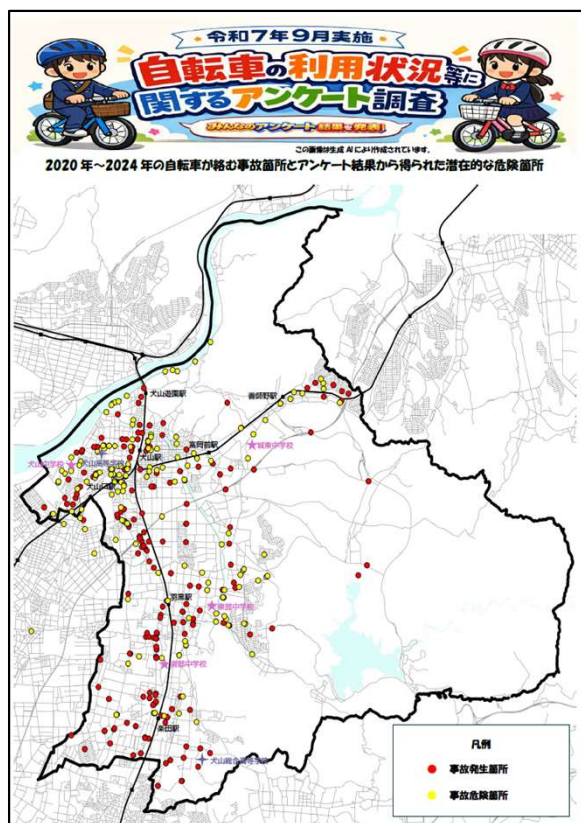 令和7年9月実施
自転車の利用状況等に
関するアンケート調査
みんなのアンケート結果を発表!
この画像は生成AIにより作成されています。
2020年~2024年の自転車が絡む事故箇所とアンケート結果から得られた潜在的な危険箇所
犬山遊園駅
善師野駅
富岡前駅
城東中学校
犬山駅
犬山中学校
犬山高等学校
犬山口駅
羽黒駅
東部中学校
南部中学校
楽田駅
犬山総合高等学校
凡例
事故発生箇所
事故危険箇所